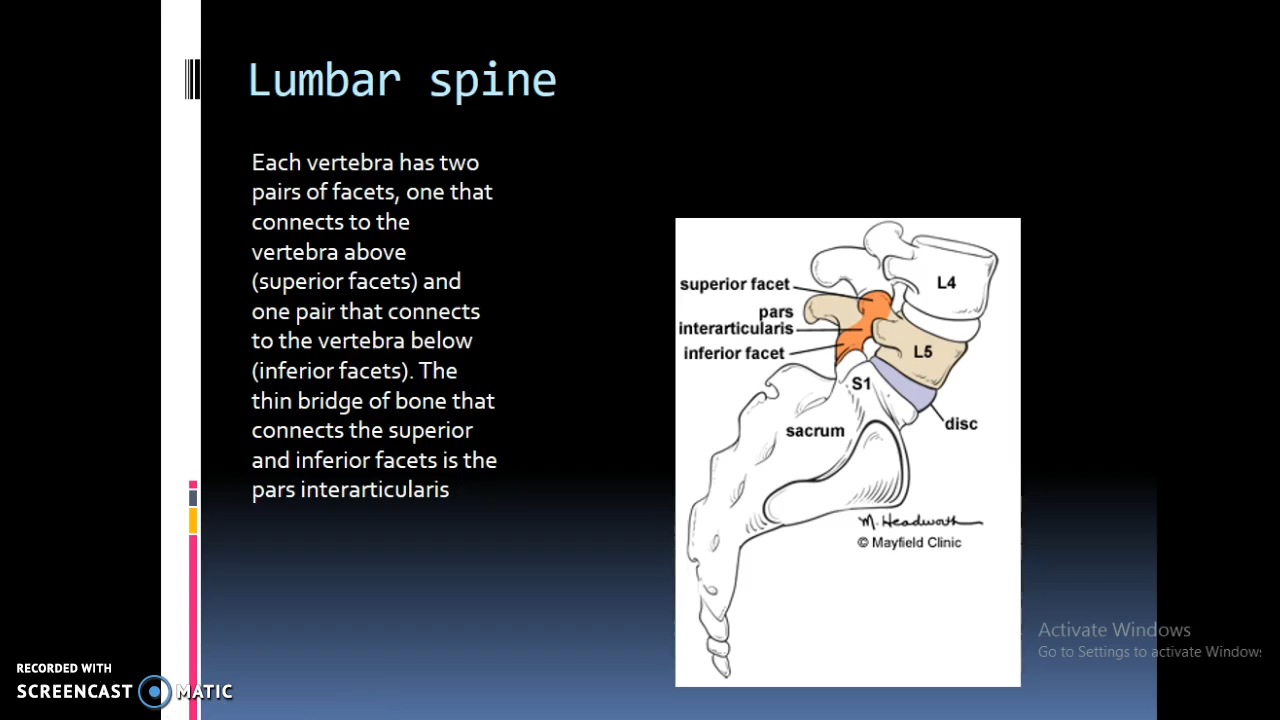 Lumbar spine
Each vertebra has two
pairs of facets, one that
connects to the
vertebra above
(superior facets) and
one pair that connects
to the vertebra below
(inferior facets). The
thin bridge of bone that
connects the superior
and inferior facets is the
pars interarticularis
superior facet
pars
interarticularis
inferior facet
L4
L5
S1
sacrum
disc
M. Headworth
© Mayfield Clinic
Activate Windows
Go to Settings to activate Windows
RECORDED WITH
SCREENCAST MATIC